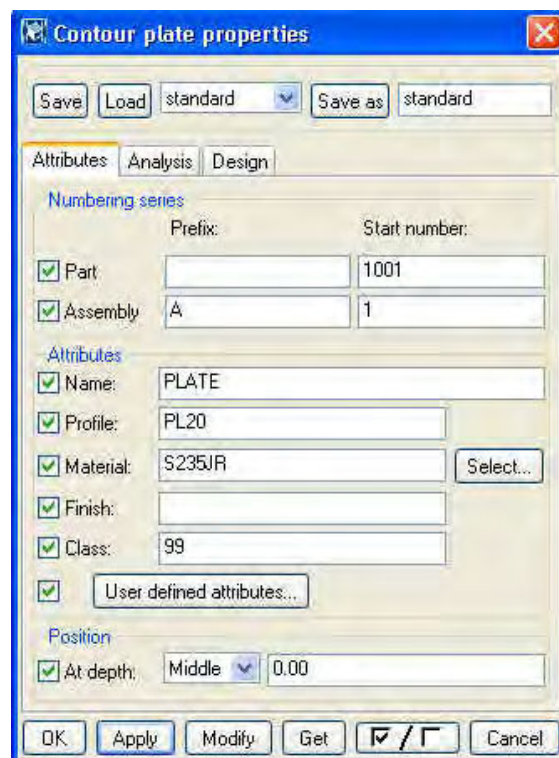 Contour plate properties
Save Load standard Save as standard
Attributes Analysis Design
Numbering series
Prefix: Start number:
Part 1001
Assembly A 1
Attributes
Name: PLATE
Profile: PL20
Material: S235JR Select...
Finish:
Class: 99
User defined attributes...
Position
At depth: Middle 0.00
OK Apply Modify Get / Cancel